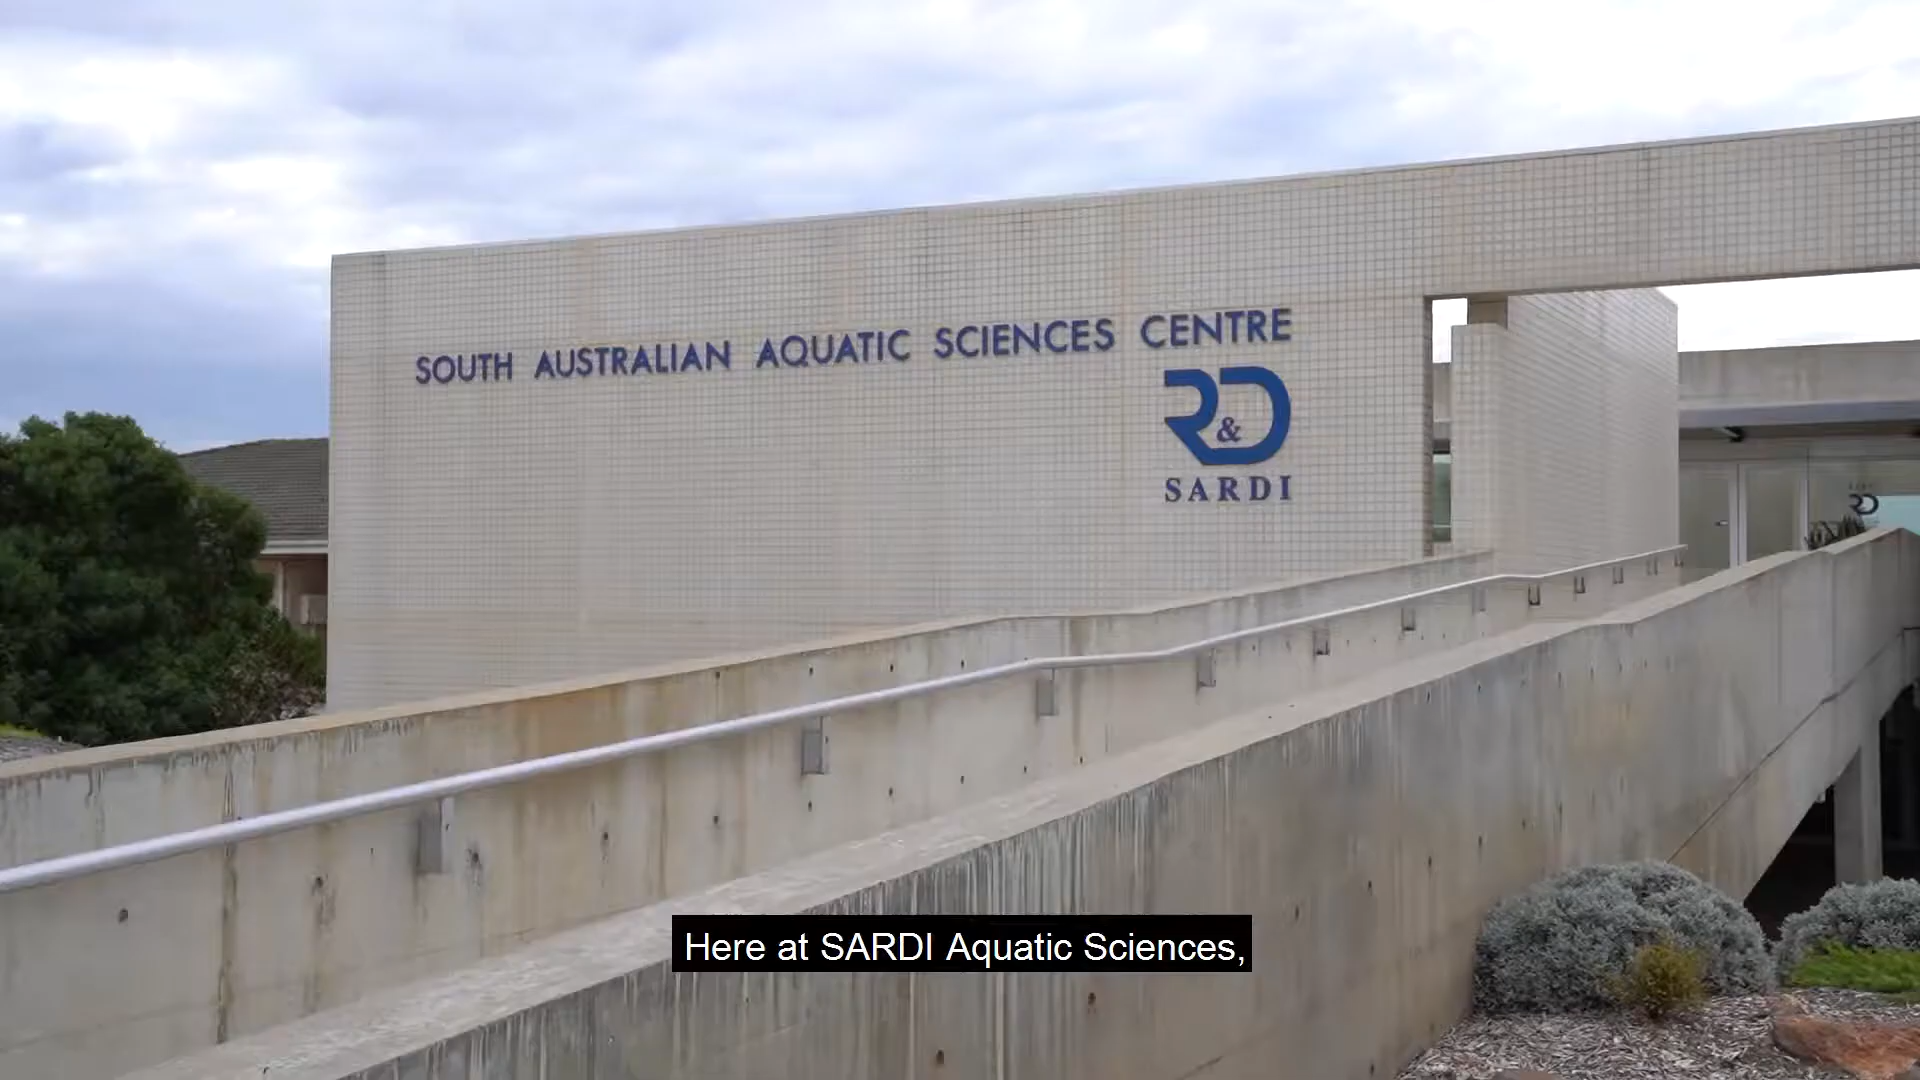 SOUTH AUSTRALIAN AQUATIC SCIENCES CENTRE
R&D
SARDI
R&D
Here at SARDI Aquatic Sciences,